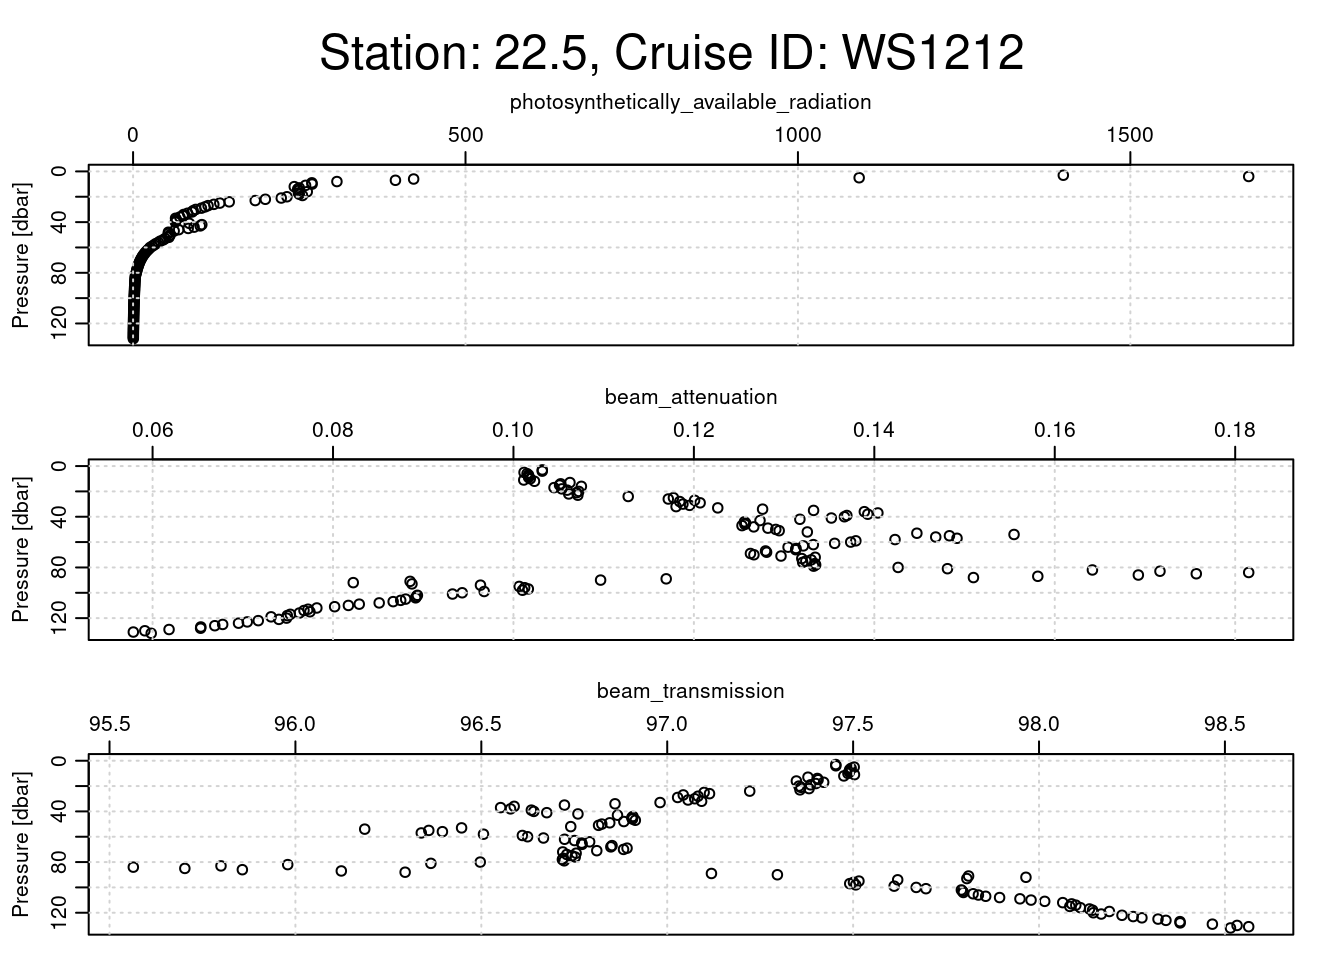 Station: 22.5, Cruise ID: WS1212
photosynthetically_available_radiation
0 500 1000 1500
Pressure [dbar]
0
40
80
120
beam_attenuation
0.06 0.08 0.10 0.12 0.14 0.16 0.18
Pressure [dbar]
0
40
80
120
beam_transmission
95.5 96.0 96.5 97.0 97.5 98.0 98.5
Pressure [dbar]
0
40
80
120